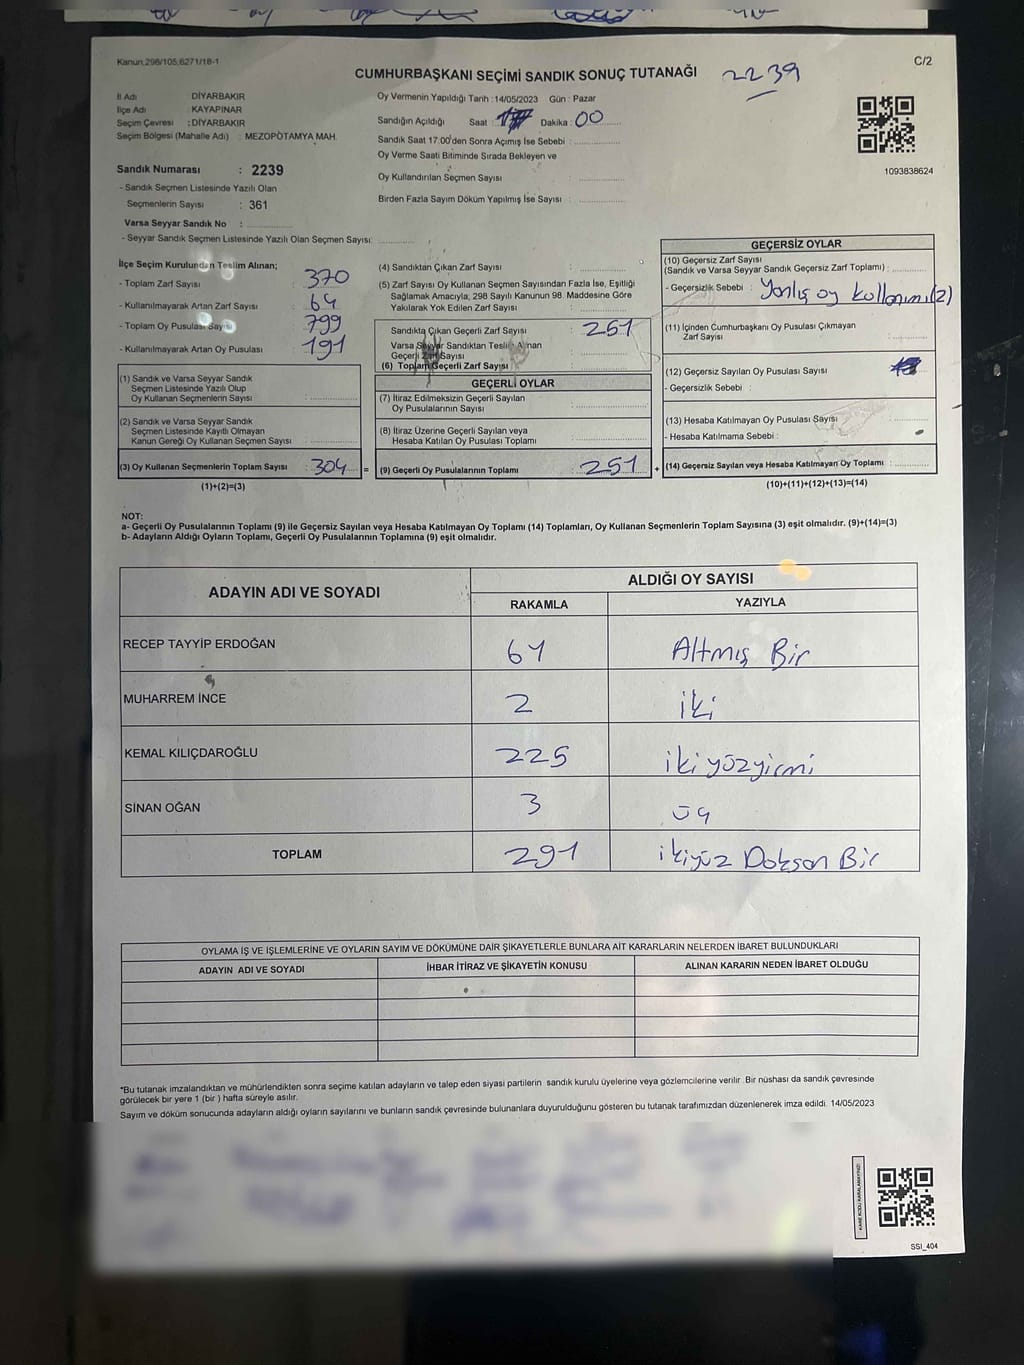 Kanun,298/105;6271/18-1
C/2
CUMHURBAŞKANI SEÇİMİ SANDIK SONUÇ TUTANAĞI
2239
İl Adı DİYARBAKIR
İlçe Adı : KAYAPINAR
Seçim Çevresi : DİYARBAKIR
Seçim Bölgesi (Mahalle Adı) : MEZOPOTAMYA MAH.
Oy Vermenin Yapıldığı Tarih :14/05/2023 Gün : Pazar
Sandığın Açıldığı Saat : Dakika : 00
Sandık Saat 17:00'den Sonra Açımış İse Sebebi :
Oy Verme Saati Bitiminde Sırada Bekleyen ve
Oy Kullandırılan Seçmen Sayısı :
Birden Fazla Sayım Döküm Yapılmış İse Sayısı :
1093838624
Sandık Numarası : 2239
- Sandık Seçmen Listesinde Yazılı Olan
Seçmenlerin Sayısı : 361
Varsa Seyyar Sandık No :
- Seyyar Sandık Seçmen Listesinde Yazılı Olan Seçmen Sayısı:
İlçe Seçim Kurulundan Teslim Alınan;
- Toplam Zarf Sayısı : 370
- Kullanılmayarak Artan Zarf Sayısı : 64
- Toplam Oy Pusulası Sayısı : 799
- Kullanılmayarak Artan Oy Pusulası : 191
(1) Sandık ve Varsa Seyyar Sandık
Seçmen Listesinde Yazılı Olup
Oy Kullanan Seçmenlerin Sayısı :
(2) Sandık ve Varsa Seyyar Sandık
Seçmen Listesinde Kayıtlı Olmayan
Kanun Gereği Oy Kullanan Seçmen Sayısı :
(3) Oy Kullanan Seçmenlerin Toplam Sayısı : 304 =
(1)+(2)=(3)
(4) Sandıktan Çıkan Zarf Sayısı :
(5) Zarf Sayısı Oy Kullanan Seçmen Sayısından Fazla İse, Eşitliği
Sağlamak Amacıyla, 298 Sayılı Kanunun 98. Maddesine Göre
Yakılarak Yok Edilen Zarf Sayısı :
Sandıkta Çıkan Geçerli Zarf Sayısı : 251
Varsa Seyyar Sandıktan Teslim Alınan
Geçerli Zarf Sayısı :
(6) Toplam Geçerli Zarf Sayısı :
GEÇERLİ OYLAR
(7) İtiraz Edilmeksizin Geçerli Sayılan
Oy Pusulalarının Sayısı :
(8) İtiraz Üzerine Geçerli Sayılan veya
Hesaba Katılan Oy Pusulası Toplamı :
(9) Geçerli Oy Pusulalarının Toplamı : 251 +
GEÇERSİZ OYLAR
(10) Geçersiz Zarf Sayısı
(Sandık ve Varsa Seyyar Sandık Geçersiz Zarf Toplamı) :
- Geçersizlik Sebebi : Yanlış oy kullanımı(2)
(11) İçinden Cumhurbaşkanı Oy Pusulası Çıkmayan
Zarf Sayısı :
(12) Geçersiz Sayılan Oy Pusulası Sayısı :
- Geçersizlik Sebebi :
(13) Hesaba Katılmayan Oy Pusulası Sayısı :
- Hesaba Katılmama Sebebi :
(14) Geçersiz Sayılan veya Hesaba Katılmayan Oy Toplamı :
(10)+(11)+(12)+(13)=(14)
NOT:
a- Geçerli Oy Pusulalarının Toplamı (9) ile Geçersiz Sayılan veya Hesaba Katılmayan Oy Toplamı (14) Toplamları, Oy Kullanan Seçmenlerin Toplam Sayısına (3) eşit olmalıdır. (9)+(14)=(3)
b- Adayların Aldığı Oyların Toplamı, Geçerli Oy Pusulalarının Toplamına (9) eşit olmalıdır.
ADAYIN ADI VE SOYADI
ALDIĞI OY SAYISI
RAKAMLA YAZIYLA
RECEP TAYYİP ERDOĞAN 61 Altmış Bir
MUHARREM İNCE 2 iki
KEMAL KILIÇDAROĞLU 225 ikiyüzyirmi
SİNAN OĞAN 3 üç
TOPLAM 291 ikiyüz Doksan Bir
OYLAMA İŞ VE İŞLEMLERİNE VE OYLARIN SAYIM VE DÖKÜMÜNE DAİR ŞİKAYETLERLE BUNLARA AİT KARARLARIN NELERDEN İBARET BULUNDUKLARI
ADAYIN ADI VE SOYADI İHBAR İTİRAZ VE ŞİKAYETİN KONUSU ALINAN KARARIN NEDEN İBARET OLDUĞU
*Bu tutanak imzalandıktan ve mühürlendikten sonra seçime katılan adayların ve talep eden siyasi partilerin sandık kurulu üyelerine veya gözlemcilerine verilir. Bir nüshası da sandık çevresinde
görülecek bir yere 1 (bir) hafta süreyle asılır.
Sayım ve döküm sonucunda adayların aldığı oyların sayılarını ve bunların sandık çevresinde bulunanlara duyurulduğunu gösteren bu tutanak tarafımızdan düzenlenerek imza edildi. 14/05/2023
KARE KODU KARALAMAYINIZ!
SSI_404